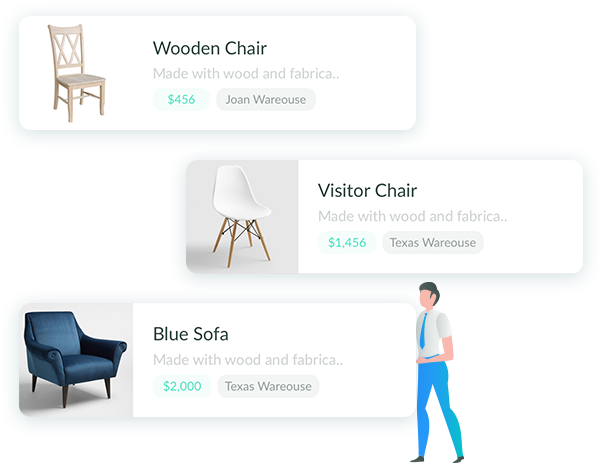 Wooden Chair
Made with wood and fabrica..
$456 Joan Wareouse
Visitor Chair
Made with wood and fabrica..
$1,456 Texas Wareouse
Blue Sofa
Made with wood and fabrica..
$2,000 Texas Wareouse